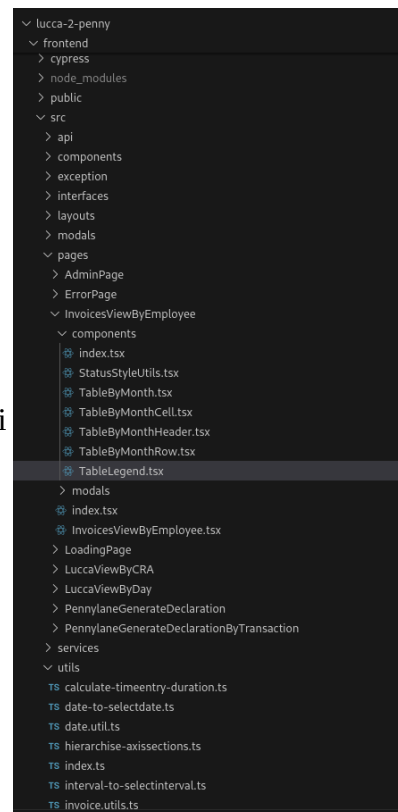 lucca-2-penny
frontend
cypress
node_modules
public
src
api
components
exception
interfaces
layouts
modals
pages
AdminPage
ErrorPage
InvoicesViewByEmployee
components
index.tsx
StatusStyleUtils.tsx
TableByMonth.tsx
TableByMonthCell.tsx
i
TableByMonthHeader.tsx
TableByMonthRow.tsx
TableLegend.tsx
modals
index.tsx
InvoicesViewByEmployee.tsx
LoadingPage
LuccaViewByCRA
LuccaViewByDay
PennylaneGenerateDeclaration
PennylaneGenerateDeclarationByTransaction
services
utils
TS calculate-timeentry-duration.ts
TS date-to-selectdate.ts
TS date.util.ts
TS hierarchise-axissections.ts
TS index.ts
TS interval-to-selectinterval.ts
TS invoice.utils.ts